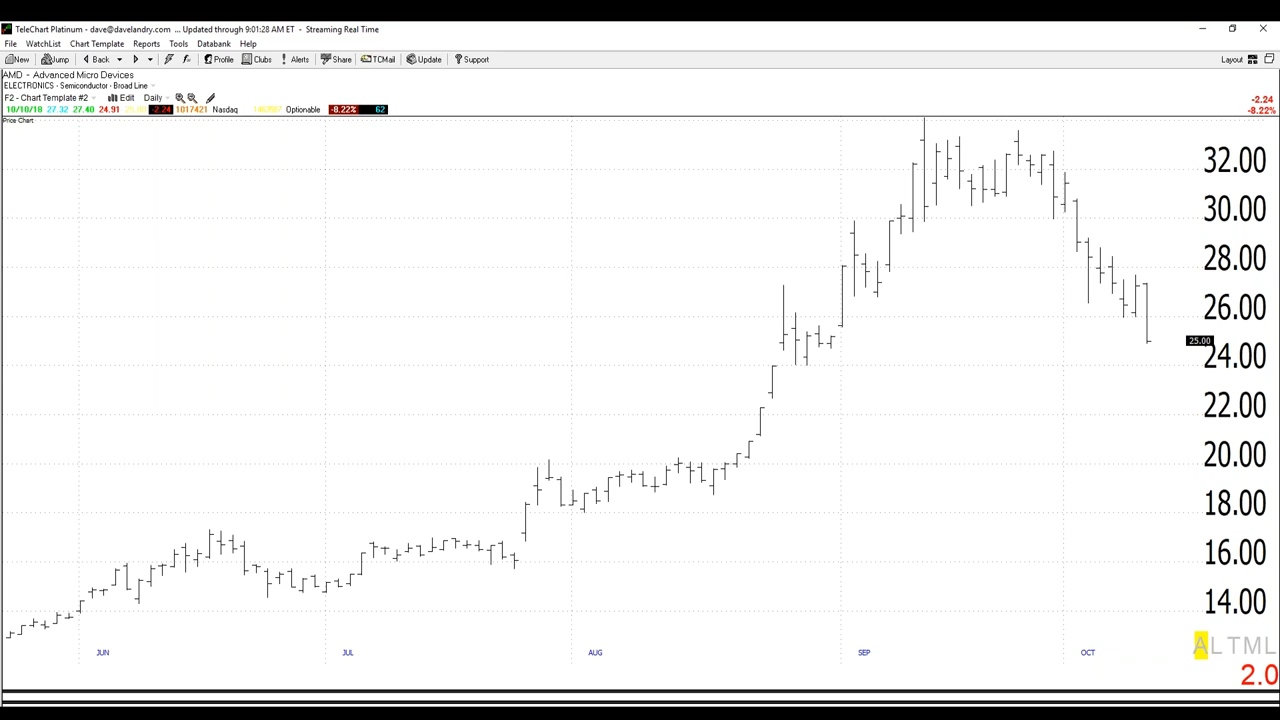 TeleChart Platinum - dave@davelandry.com ... Updated through 9:01:28 AM ET - Streaming Real Time
File WatchList Chart Template Reports Tools Databank Help
New Jump Back Profile Clubs Alerts Share TCMail Update Support Layout
AMD - Advanced Micro Devices
ELECTRONICS - Semiconductor - Broad Line
F2 - Chart Template #2 Edit Daily
-2.24
10/10/18 27.32 27.40 24.91 -2.24 1017421 Nasdaq Optionable -8.22% 62
-8.22%
Price Chart
32.00
30.00
28.00
26.00
25.00
24.00
22.00
20.00
18.00
16.00
14.00
ALTML
JUN JUL AUG SEP OCT
2.0